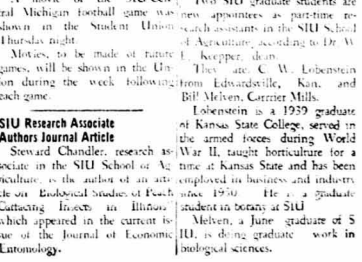 tral Michigan football game was
shown in the Student Union
Thursday night.
Movies, to be made of future
games, will be shown in the Un-
ion during the week following
each game.
SIU Research Associate
Authors Journal Article
Steward Chandler, research as-
sociate in the SIU School of Ag
riculture, is the author of an arti-
cle on Biological Studies of Peach
Cattacing Insects in Illinois
which appeared in the current is-
sue of the Journal of Economic
Entomology.
Two SIU graduate students are
new appointees as part-time re-
search assistants in the SIU School
of Agriculture, according to Dr. W.
E. Keepper, dean.
They are C. W. Lobenstein
from Edwardsville, Kan. and
Bill Melven, Carrier Mills.
Lobenstein is a 1939 graduate
of Kansas State College, served in
the armed forces during World
War II, taught horticulture for a
time at Kansas State and has been
employed in business and industry
since 1950. He is a graduate
student in botany at SIU
Melven, a June graduate of S
IU, is doing graduate work in
biological sciences.